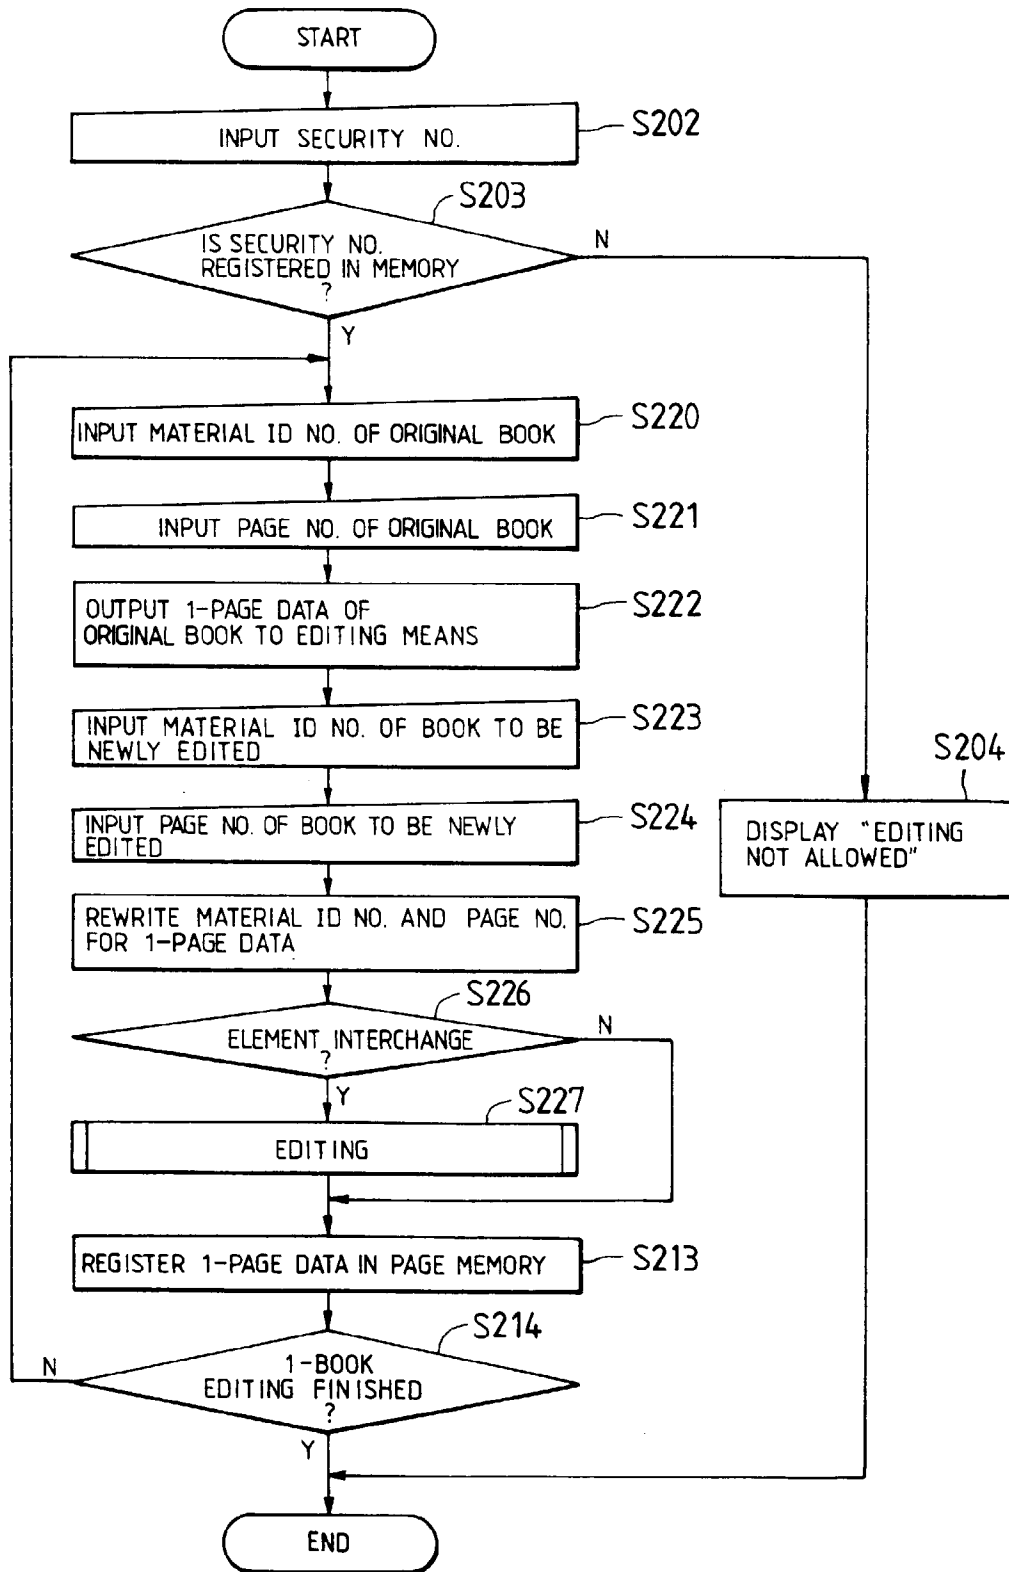 START
INPUT SECURITY NO.
S202
S203
IS SECURITY NO.
REGISTERED IN MEMORY
?
N
Y
INPUT MATERIAL ID NO. OF ORIGINAL BOOK
S220
INPUT PAGE NO. OF ORIGINAL BOOK
S221
OUTPUT 1-PAGE DATA OF
ORIGINAL BOOK TO EDITING MEANS
S222
INPUT MATERIAL ID NO. OF BOOK TO BE
NEWLY EDITED
S223
S204
DISPLAY "EDITING
NOT ALLOWED"
INPUT PAGE NO. OF BOOK TO BE NEWLY
EDITED
S224
REWRITE MATERIAL ID NO. AND PAGE NO.
FOR 1-PAGE DATA
S225
S226
ELEMENT INTERCHANGE
?
N
Y
S227
EDITING
REGISTER 1-PAGE DATA IN PAGE MEMORY
S213
S214
1-BOOK
EDITING FINISHED
?
N
Y
END